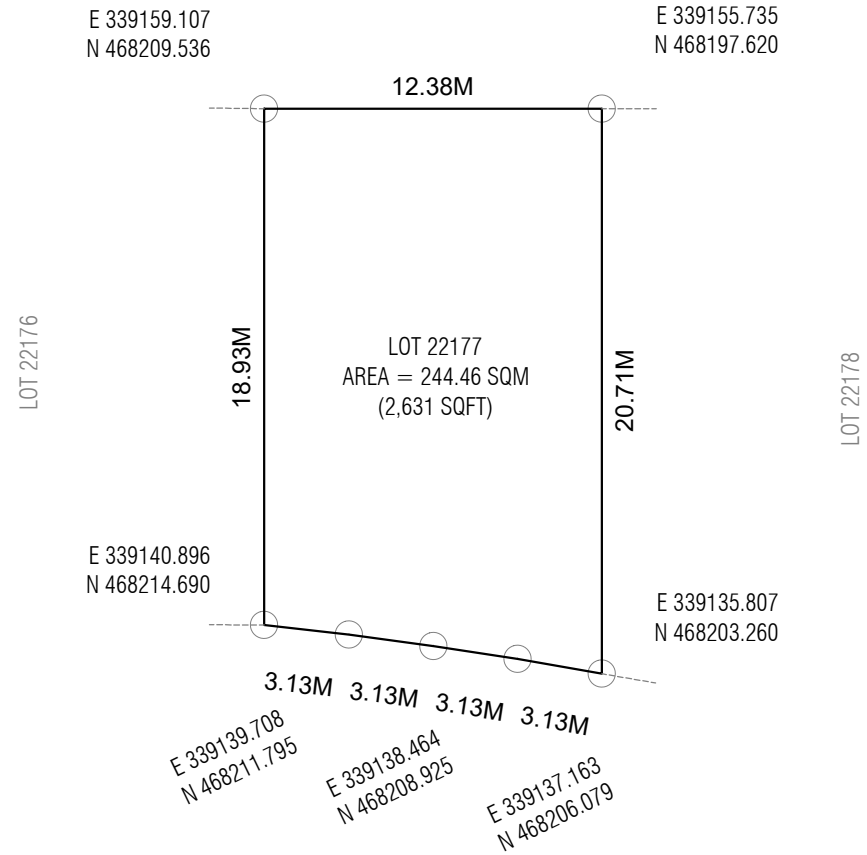 E 339159.107
N 468209.536
E 339155.735
N 468197.620
12.38M
LOT 22176
18.93M
LOT 22177
AREA = 244.46 SQM
(2,631 SQFT)
20.71M
LOT 22178
E 339140.896
N 468214.690
E 339135.807
N 468203.260
3.13M
3.13M
3.13M
3.13M
E 339139.708
N 468211.795
E 339138.464
N 468208.925
E 339137.163
N 468206.079